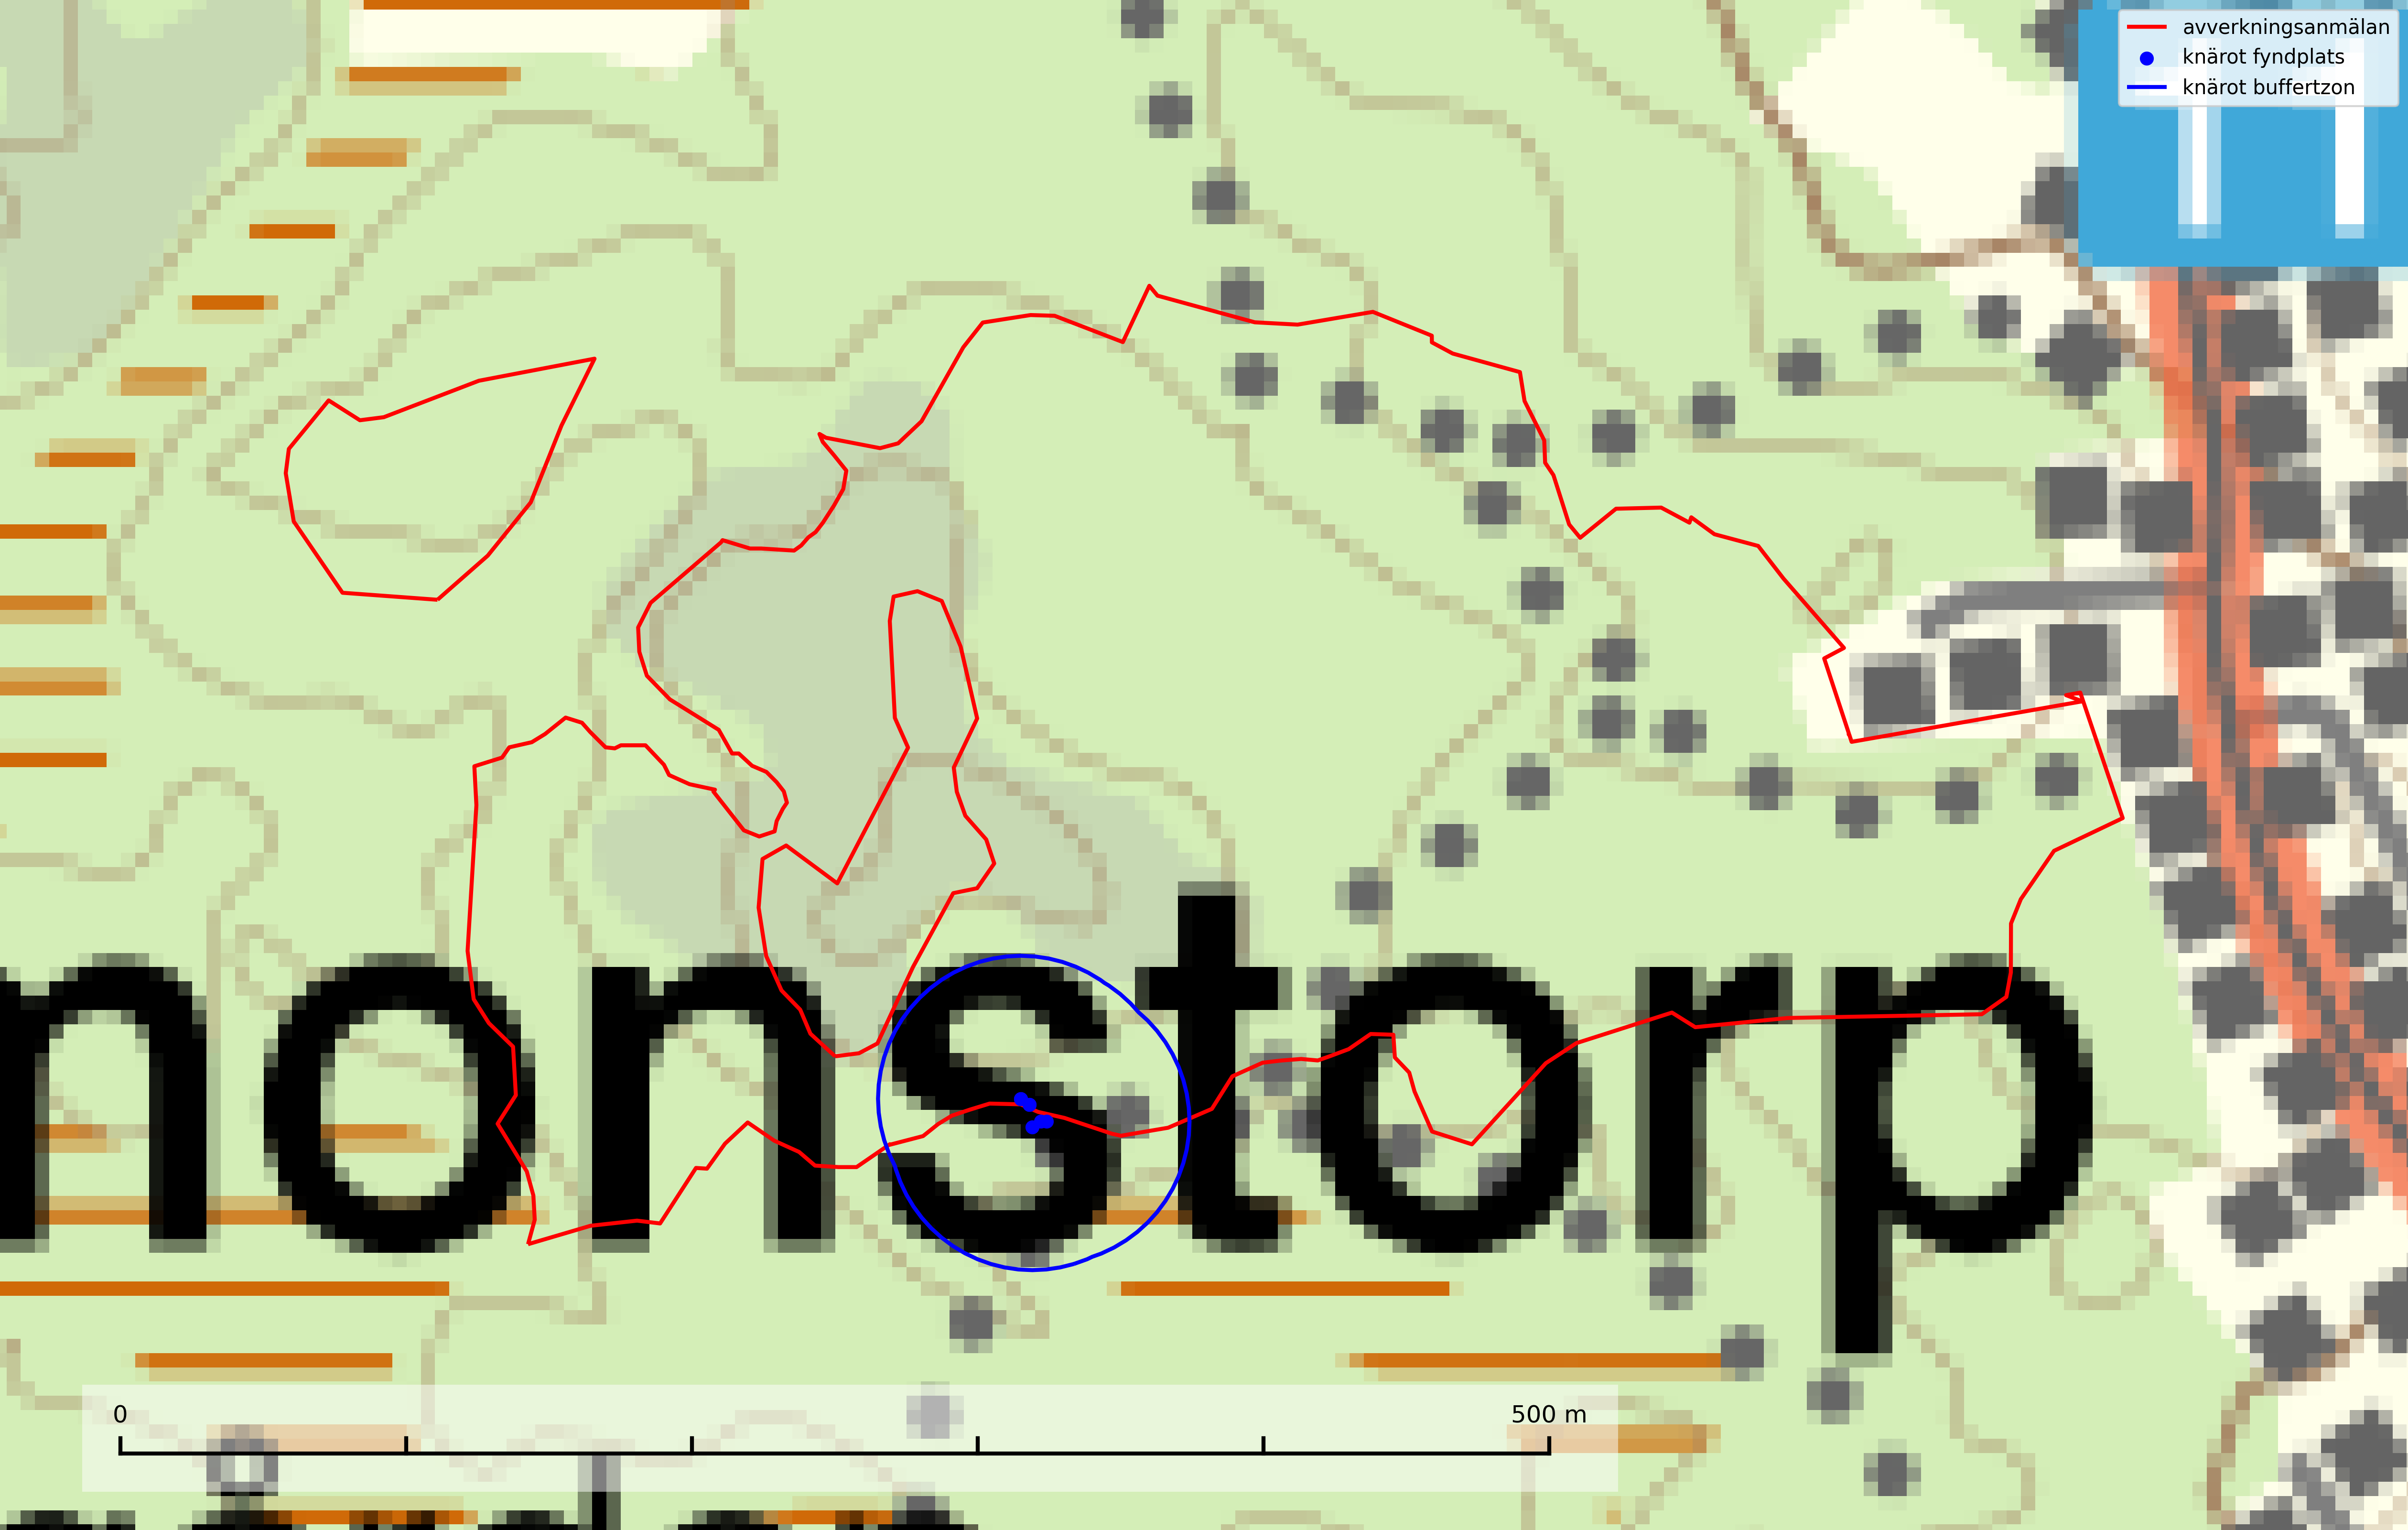 avverkningsanmälan
knärot fyndplats
knärot buffertzon
nonstorp
0 500 m